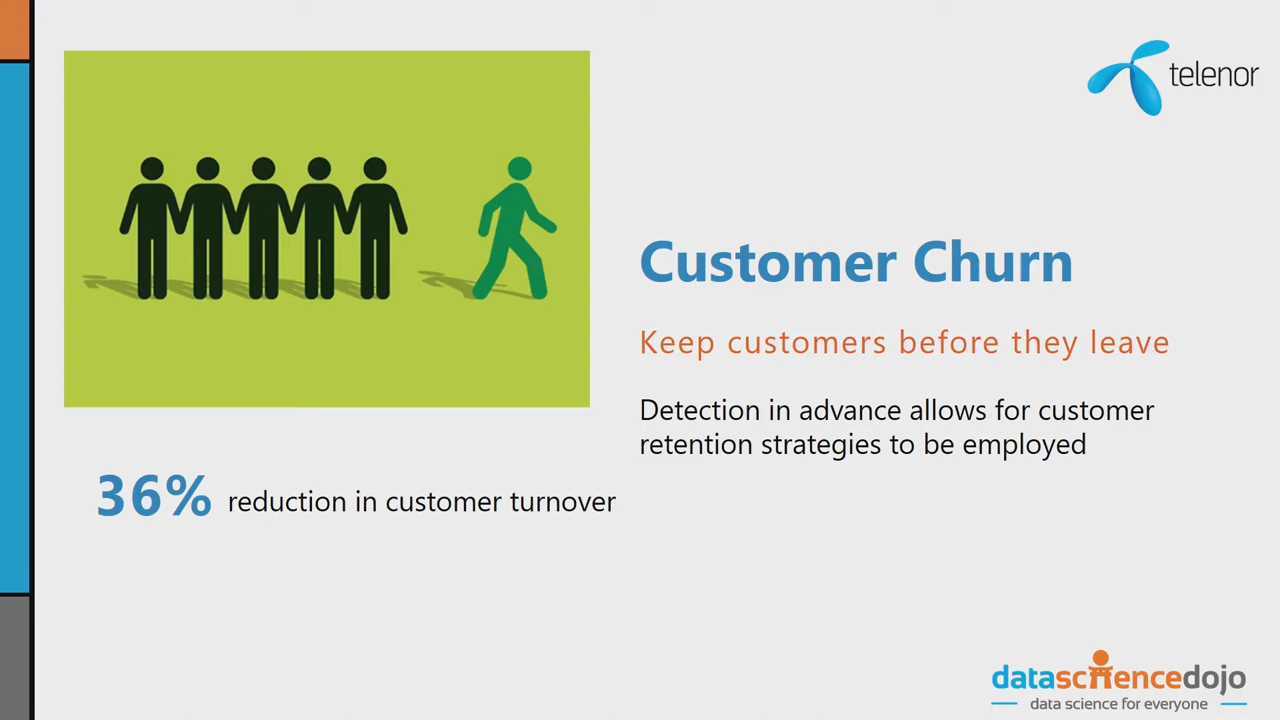 telenor
Customer Churn
Keep customers before they leave
Detection in advance allows for customer
retention strategies to be employed
36% reduction in customer turnover
datasciencedojo
data science for everyone